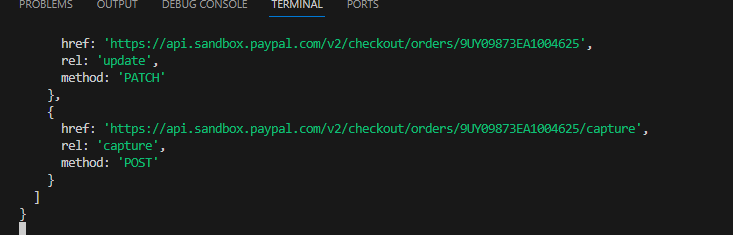 PROBLEMS OUTPUT DEBUG CONSOLE TERMINAL PORTS
href: 'https://api.sandbox.paypal.com/v2/checkout/orders/9UY09873EA1004625',
rel: 'update',
method: 'PATCH'
},
{
href: 'https://api.sandbox.paypal.com/v2/checkout/orders/9UY09873EA1004625/capture',
rel: 'capture',
method: 'POST'
}
]
}